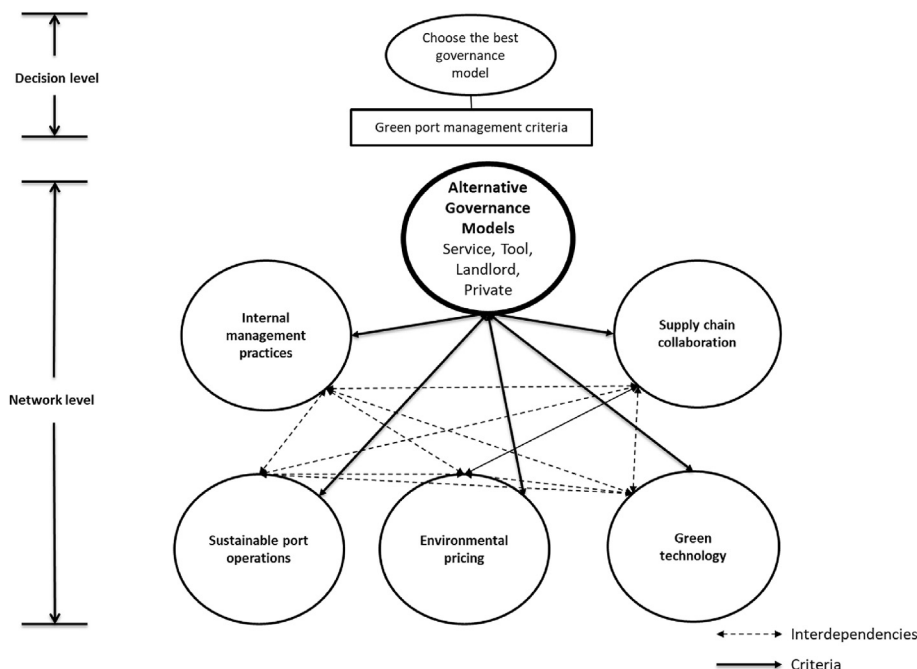 Choose the best
governance
model
Decision level
Green port management criteria
Alternative
Governance
Models
Service, Tool,
Landlord,
Private
Internal
management
practices
Supply chain
collaboration
Network level
Sustainable port
operations
Environmental
pricing
Green
technology
Interdependencies
Criteria